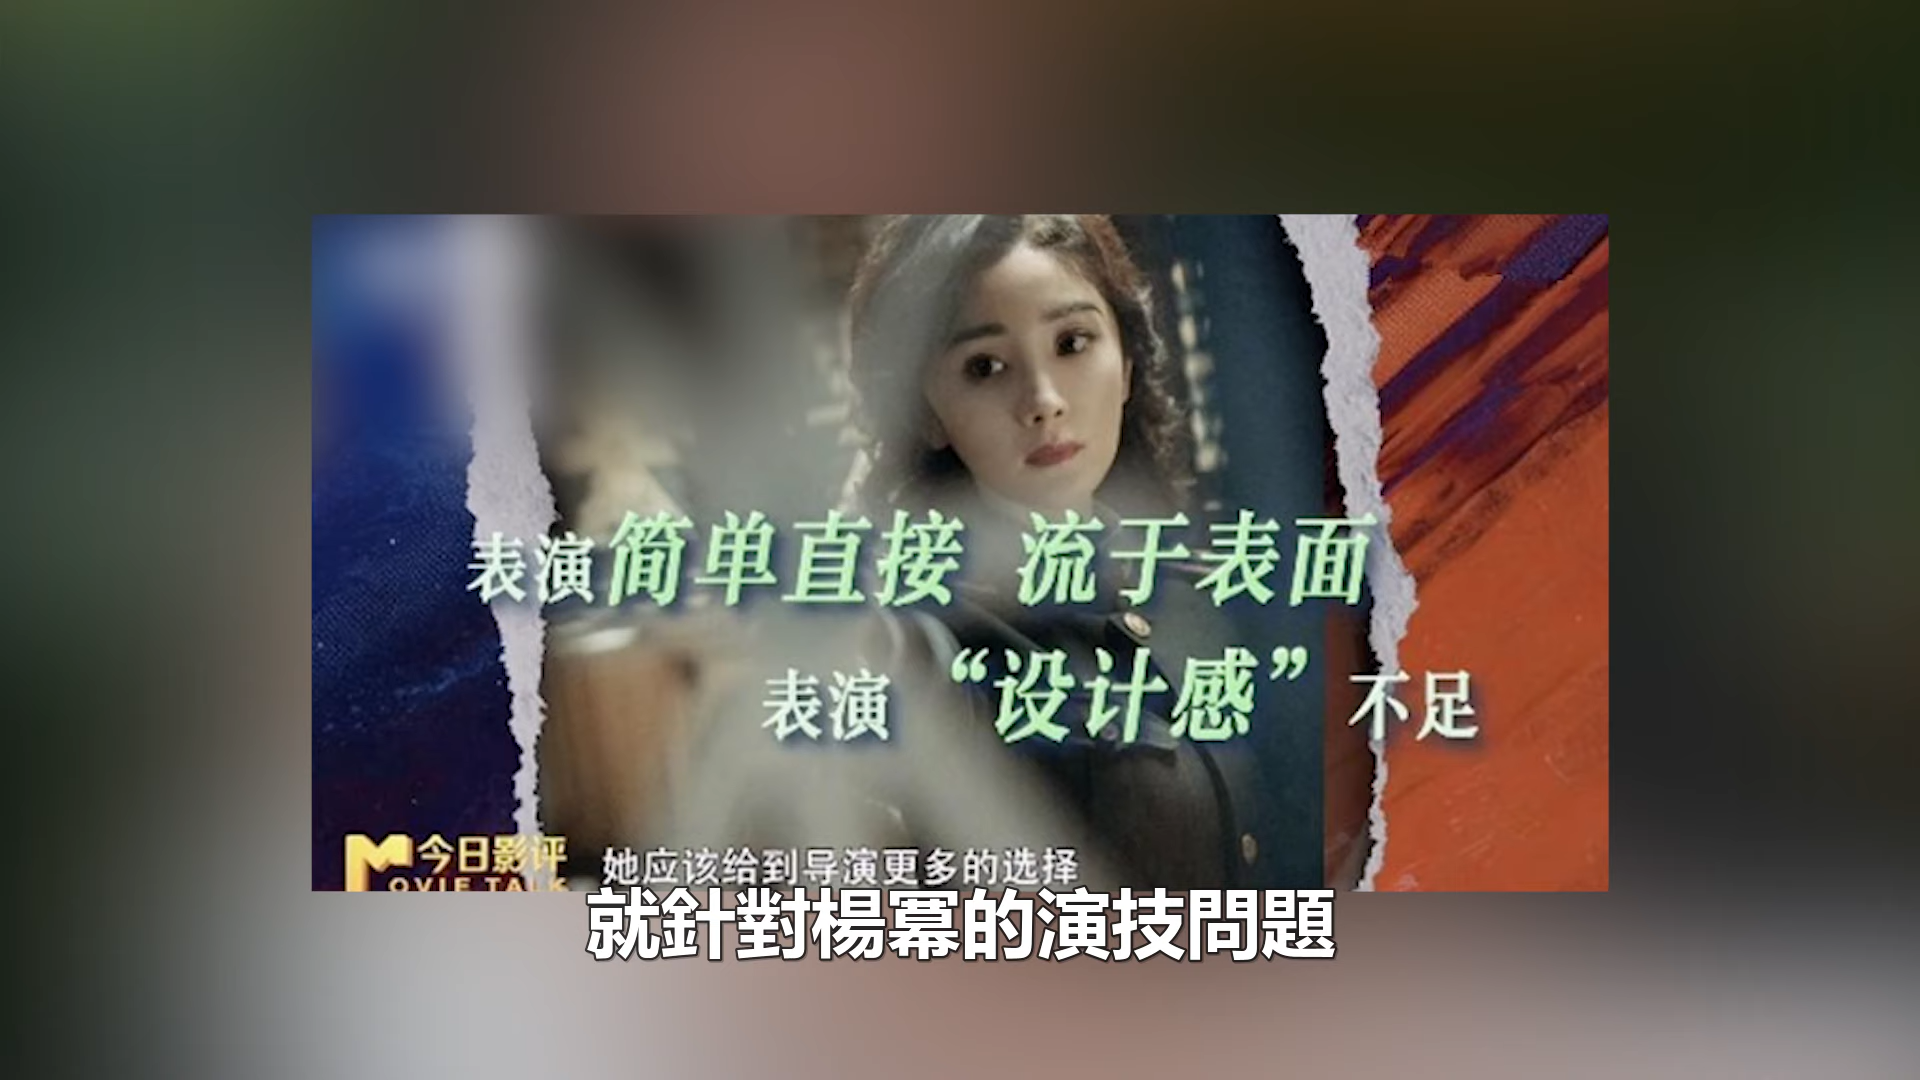 表演简单直接 流于表面
表演“设计感”不足
今日影评
MOVIE TALK
她应该给到导演更多的选择
就針對楊冪的演技問題